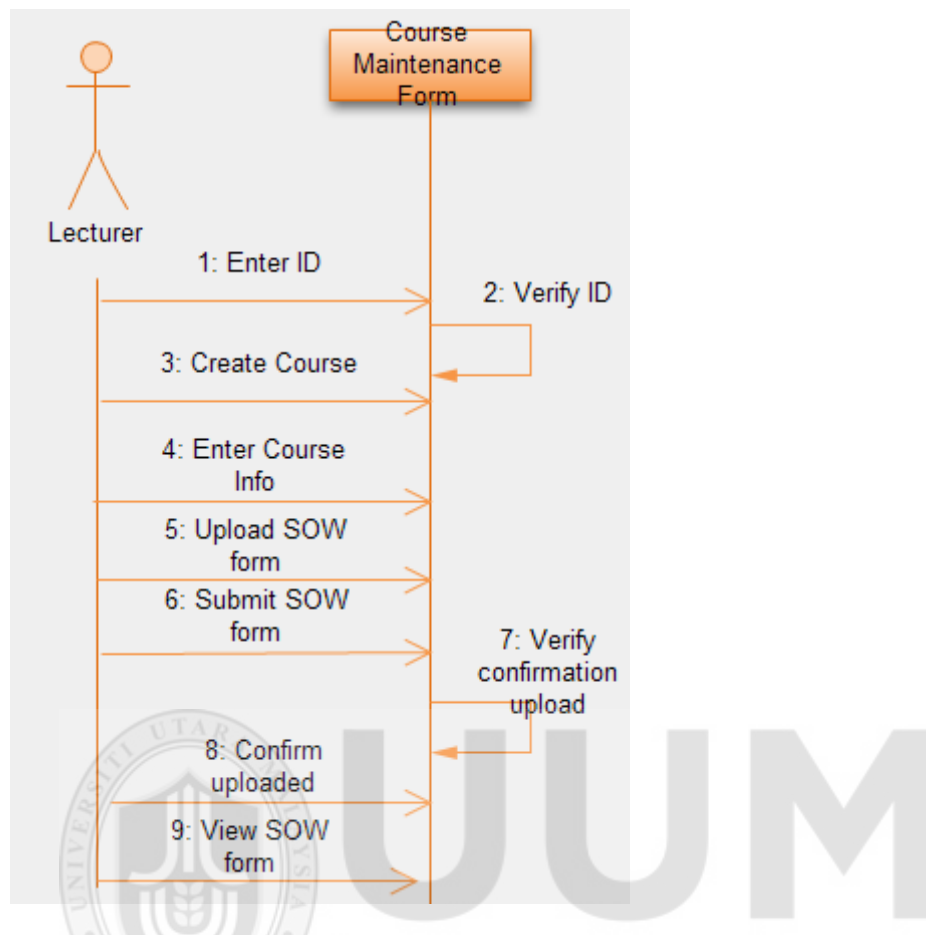 Course
Maintenance
Form
Lecturer
1: Enter ID
2: Verify ID
3: Create Course
4: Enter Course
Info
5: Upload SOW
form
6: Submit SOW
form
7: Verify
confirmation
upload
8: Confirm
uploaded
9: View SOW
form
UUM